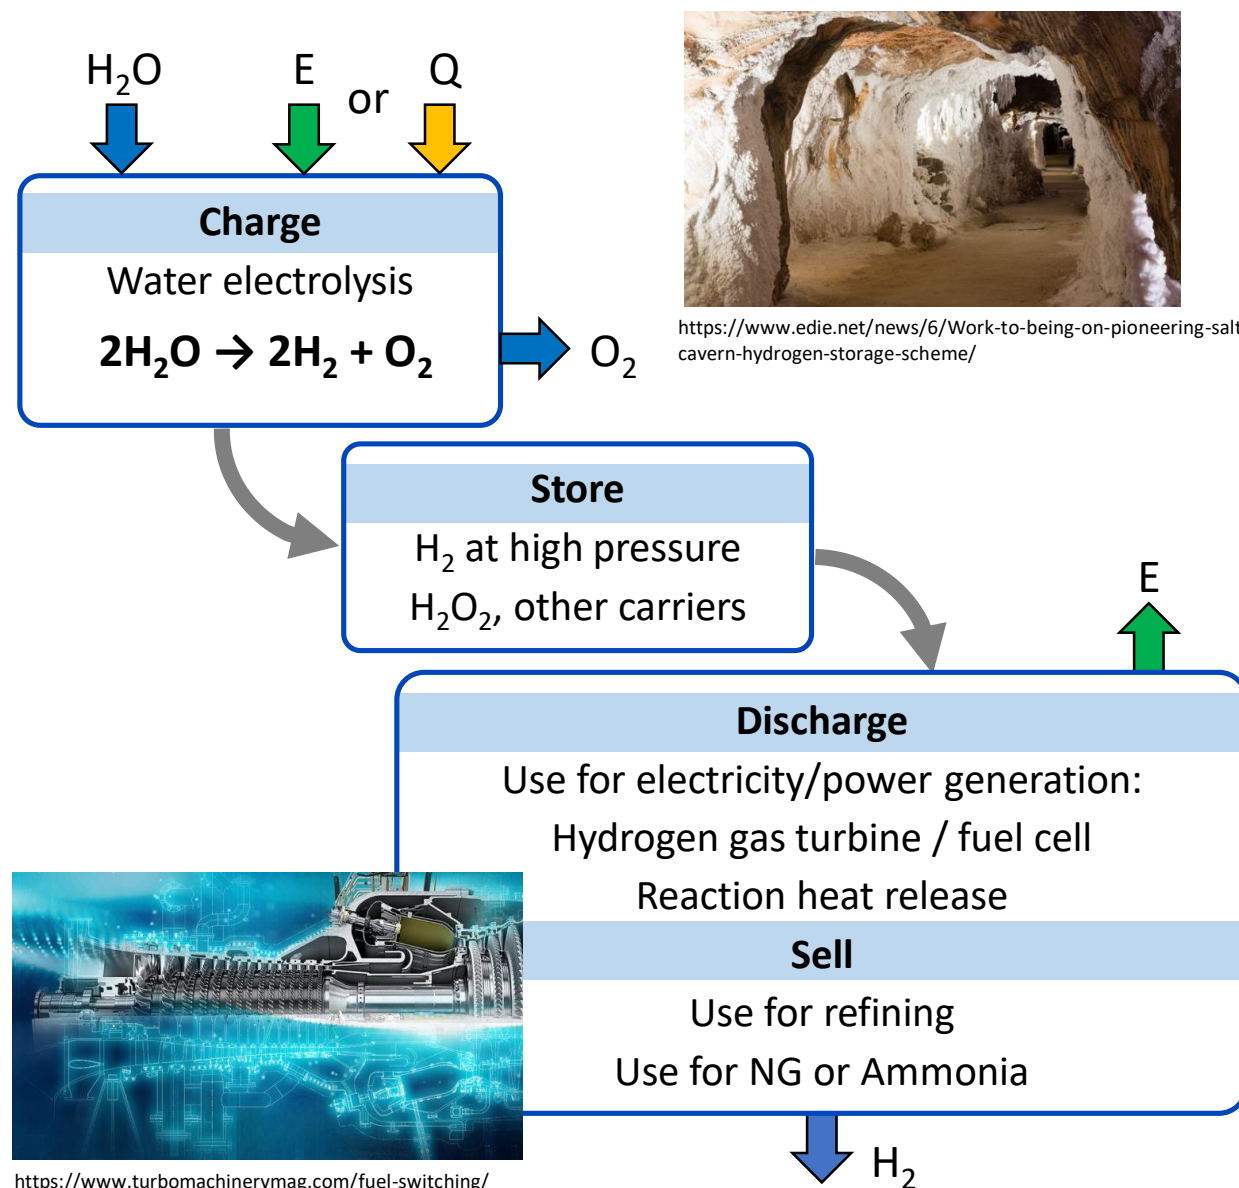 H₂O
E
or
Q
Charge
Water electrolysis
2H₂O → 2H₂ + O₂
O₂
https://www.edie.net/news/6/Work-to-being-on-pioneering-salt
cavern-hydrogen-storage-scheme/
Store
H₂ at high pressure
H₂O₂, other carriers
E
Discharge
Use for electricity/power generation:
Hydrogen gas turbine / fuel cell
Reaction heat release
Sell
Use for refining
Use for NG or Ammonia
H₂
https://www.turbomachinerymag.com/fuel-switching/